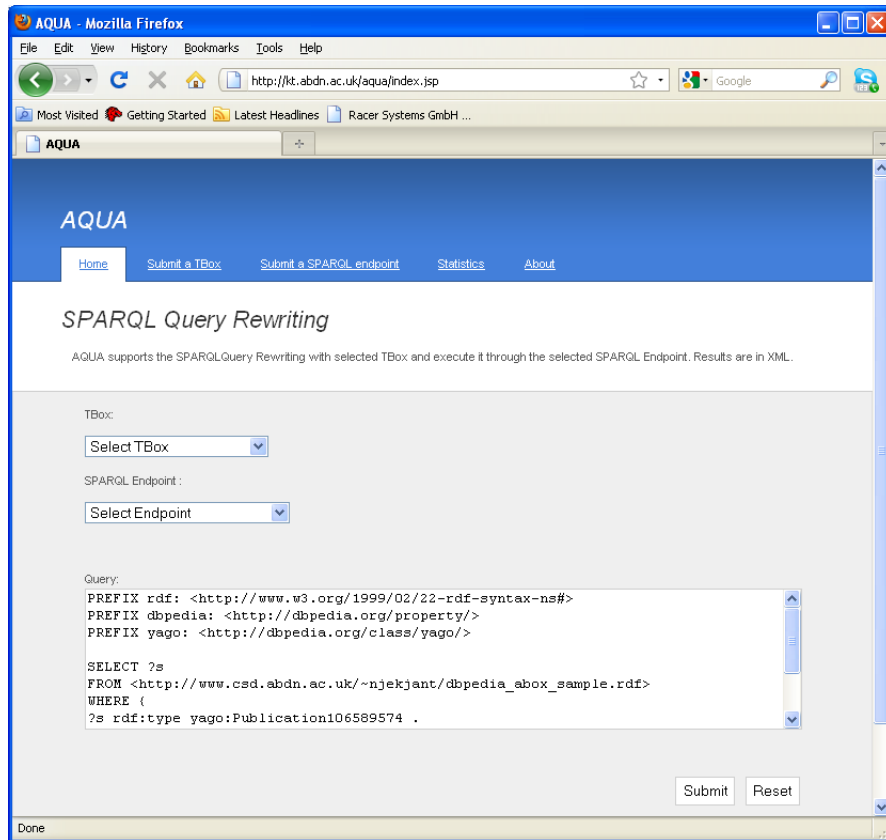 AQUA - Mozilla Firefox
File Edit View History Bookmarks Tools Help
http://kt.abdn.ac.uk/aqua/index.jsp
Google
Most Visited Getting Started Latest Headlines Racer Systems GmbH ...
AQUA
AQUA
Home Submit a TBox Submit a SPARQL endpoint Statistics About
SPARQL Query Rewriting
AQUA supports the SPARQLQuery Rewriting with selected TBox and execute it through the selected SPARQL Endpoint. Results are in XML.
TBox:
Select TBox
SPARQL Endpoint :
Select Endpoint
Query:
PREFIX rdf: <http://www.w3.org/1999/02/22-rdf-syntax-ns#>
PREFIX dbpedia: <http://dbpedia.org/property/>
PREFIX yago: <http://dbpedia.org/class/yago/>
SELECT ?s
FROM <http://www.csd.abdn.ac.uk/~njekjant/dbpedia_abox_sample.rdf>
WHERE {
?s rdf:type yago:Publication106589574 .
Submit Reset
Done